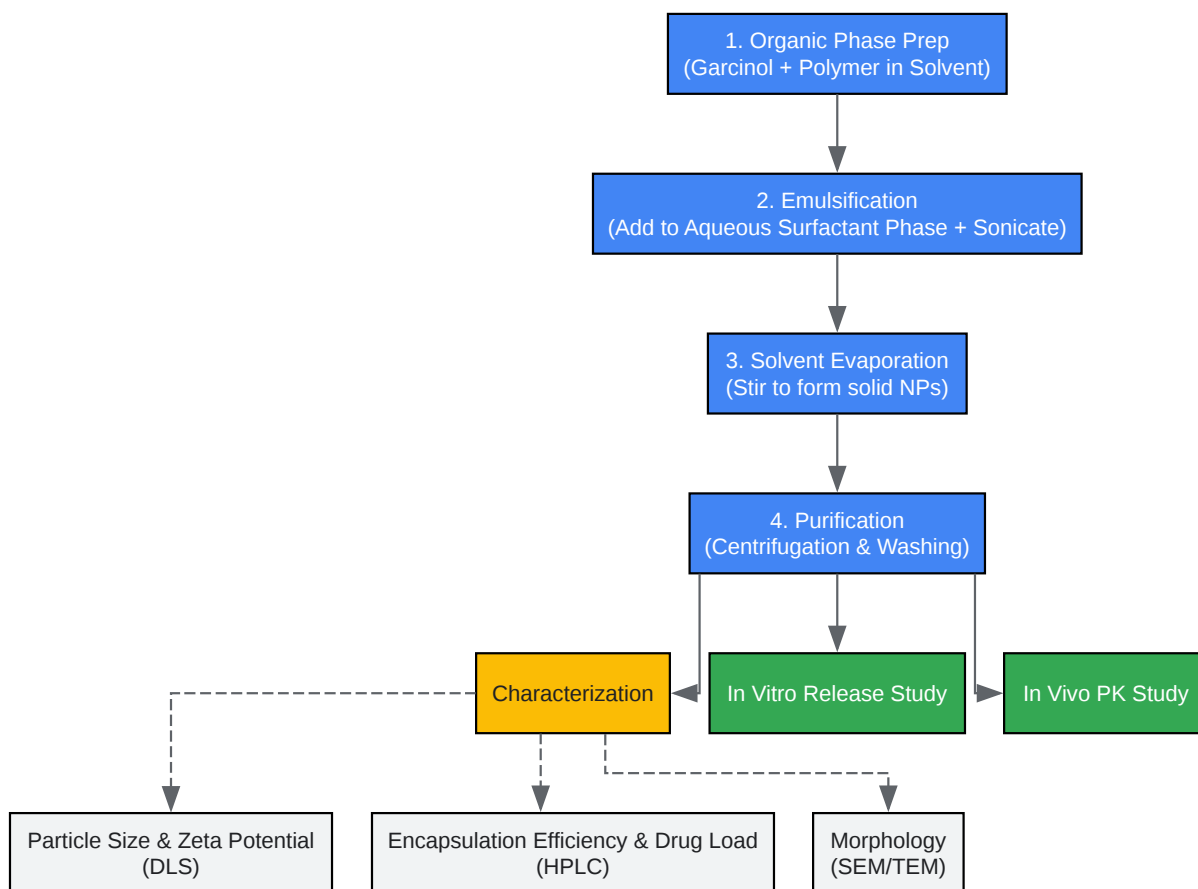 1. Organic Phase Prep
(Garcinol + Polymer in Solvent)
2. Emulsification
(Add to Aqueous Surfactant Phase + Sonicate)
3. Solvent Evaporation
(Stir to form solid NPs)
4. Purification
(Centrifugation & Washing)
Characterization
In Vitro Release Study
In Vivo PK Study
Particle Size & Zeta Potential
(DLS)
Encapsulation Efficiency & Drug Load
(HPLC)
Morphology
(SEM/TEM)